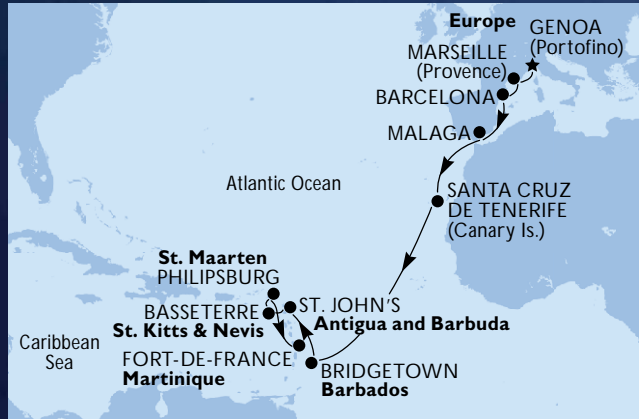 Europe
GENOA
(Portofino)
MARSEILLE
(Provence)
BARCELONA
MALAGA
Atlantic Ocean
SANTA CRUZ
DE TENERIFE
(Canary Is.)
St. Maarten
PHILIPSBURG
BASSETERRE
St. Kitts & Nevis
ST. JOHN'S
Antigua and Barbuda
Caribbean
Sea
FORT-DE-FRANCE
Martinique
BRIDGETOWN
Barbados